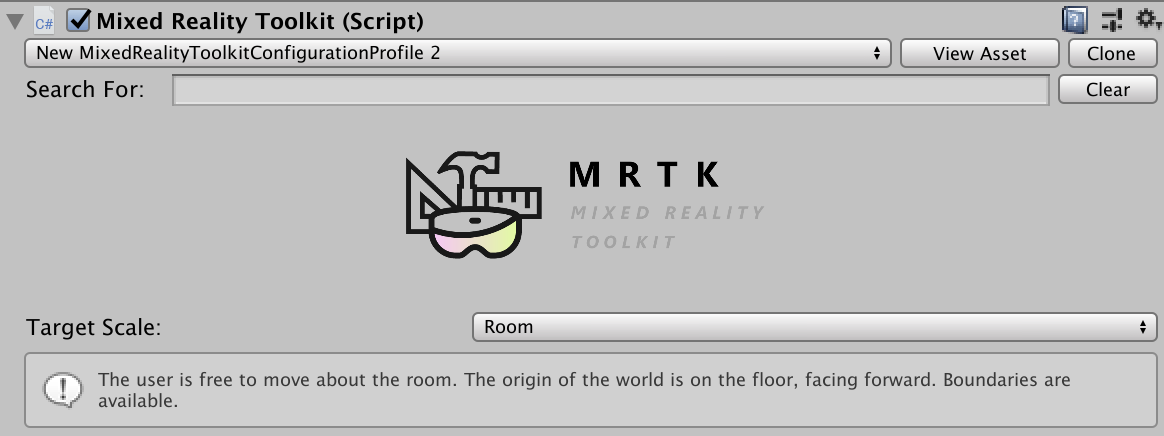 C# Mixed Reality Toolkit (Script)
New MixedRealityToolkitConfigurationProfile 2 View Asset Clone
Search For: Clear
MRTK
MIXED REALITY
TOOLKIT
Target Scale: Room
The user is free to move about the room. The origin of the world is on the floor, facing forward. Boundaries are
available.